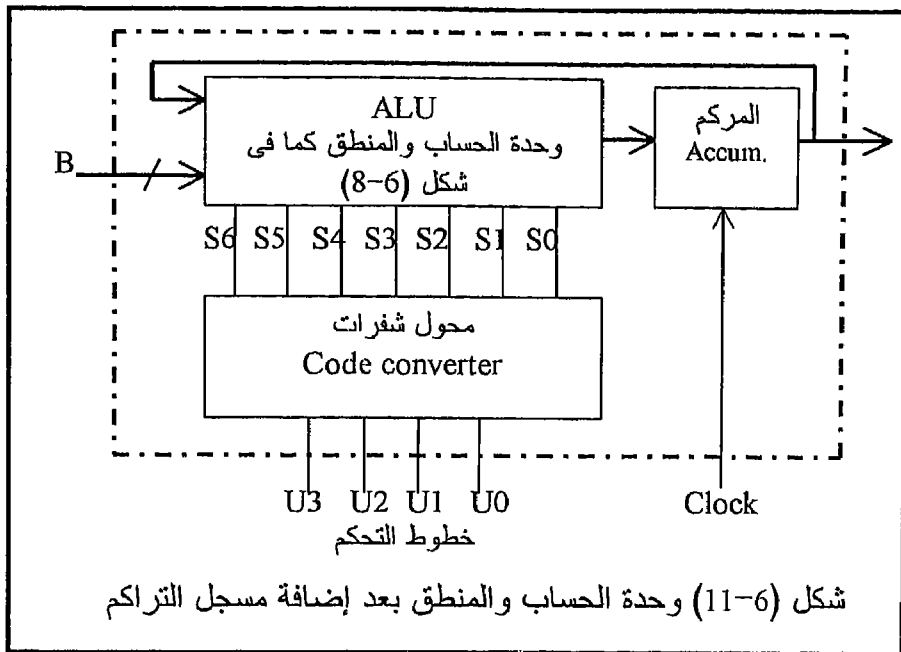 ALU
وحدة الحساب والمنطق كما فى
شكل (6-8)
المركم
Accum.
B
S6 S5 S4 S3 S2 S1 S0
محول شفرات
Code converter
U3 U2 U1 U0
Clock
خطوط التحكم
شكل (6-11) وحدة الحساب والمنطق بعد إضافة مسجل التراكم